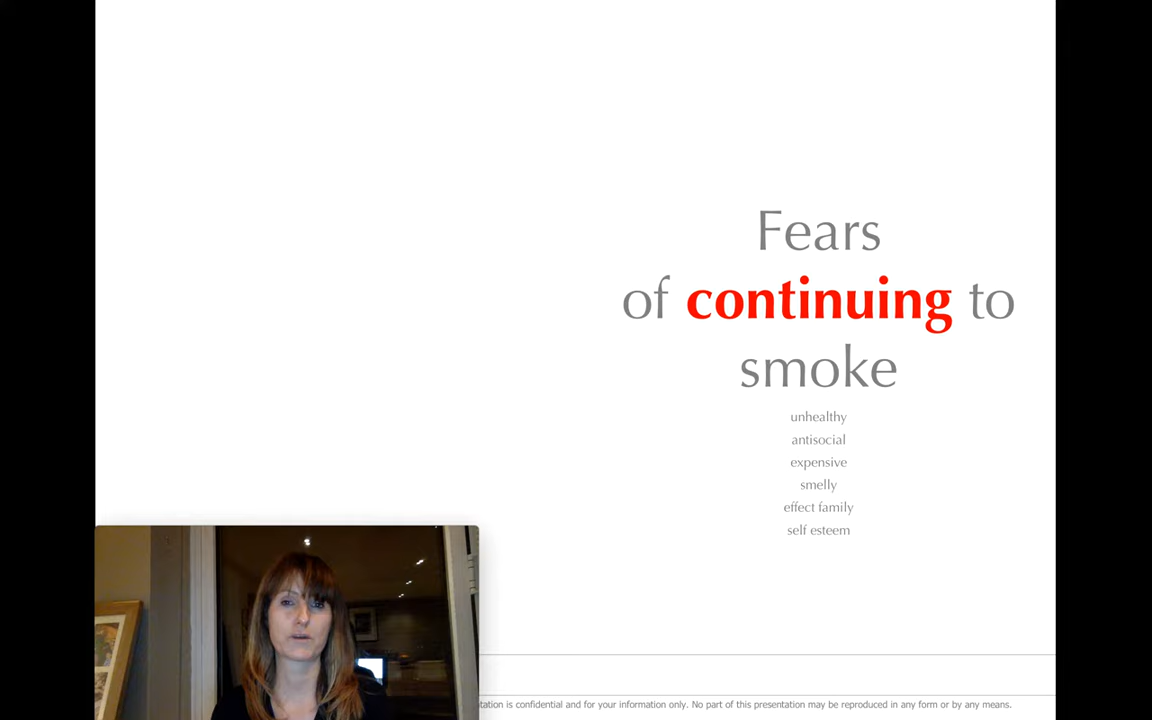 Fears
of continuing to
smoke
unhealthy
antisocial
expensive
smelly
effect family
self esteem
is confidential and for your information only. No part of this presentation may be reproduced in any form or by any means.